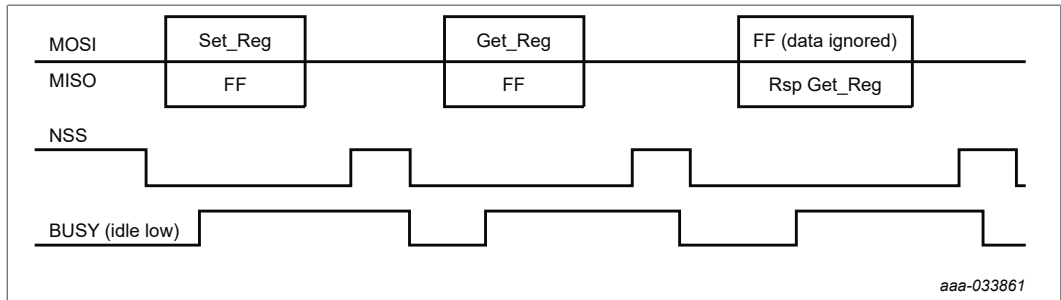 MOSI
Set_Reg
Get_Reg
FF (data ignored)
MISO
FF
FF
Rsp Get_Reg
NSS
BUSY (idle low)
aaa-033861